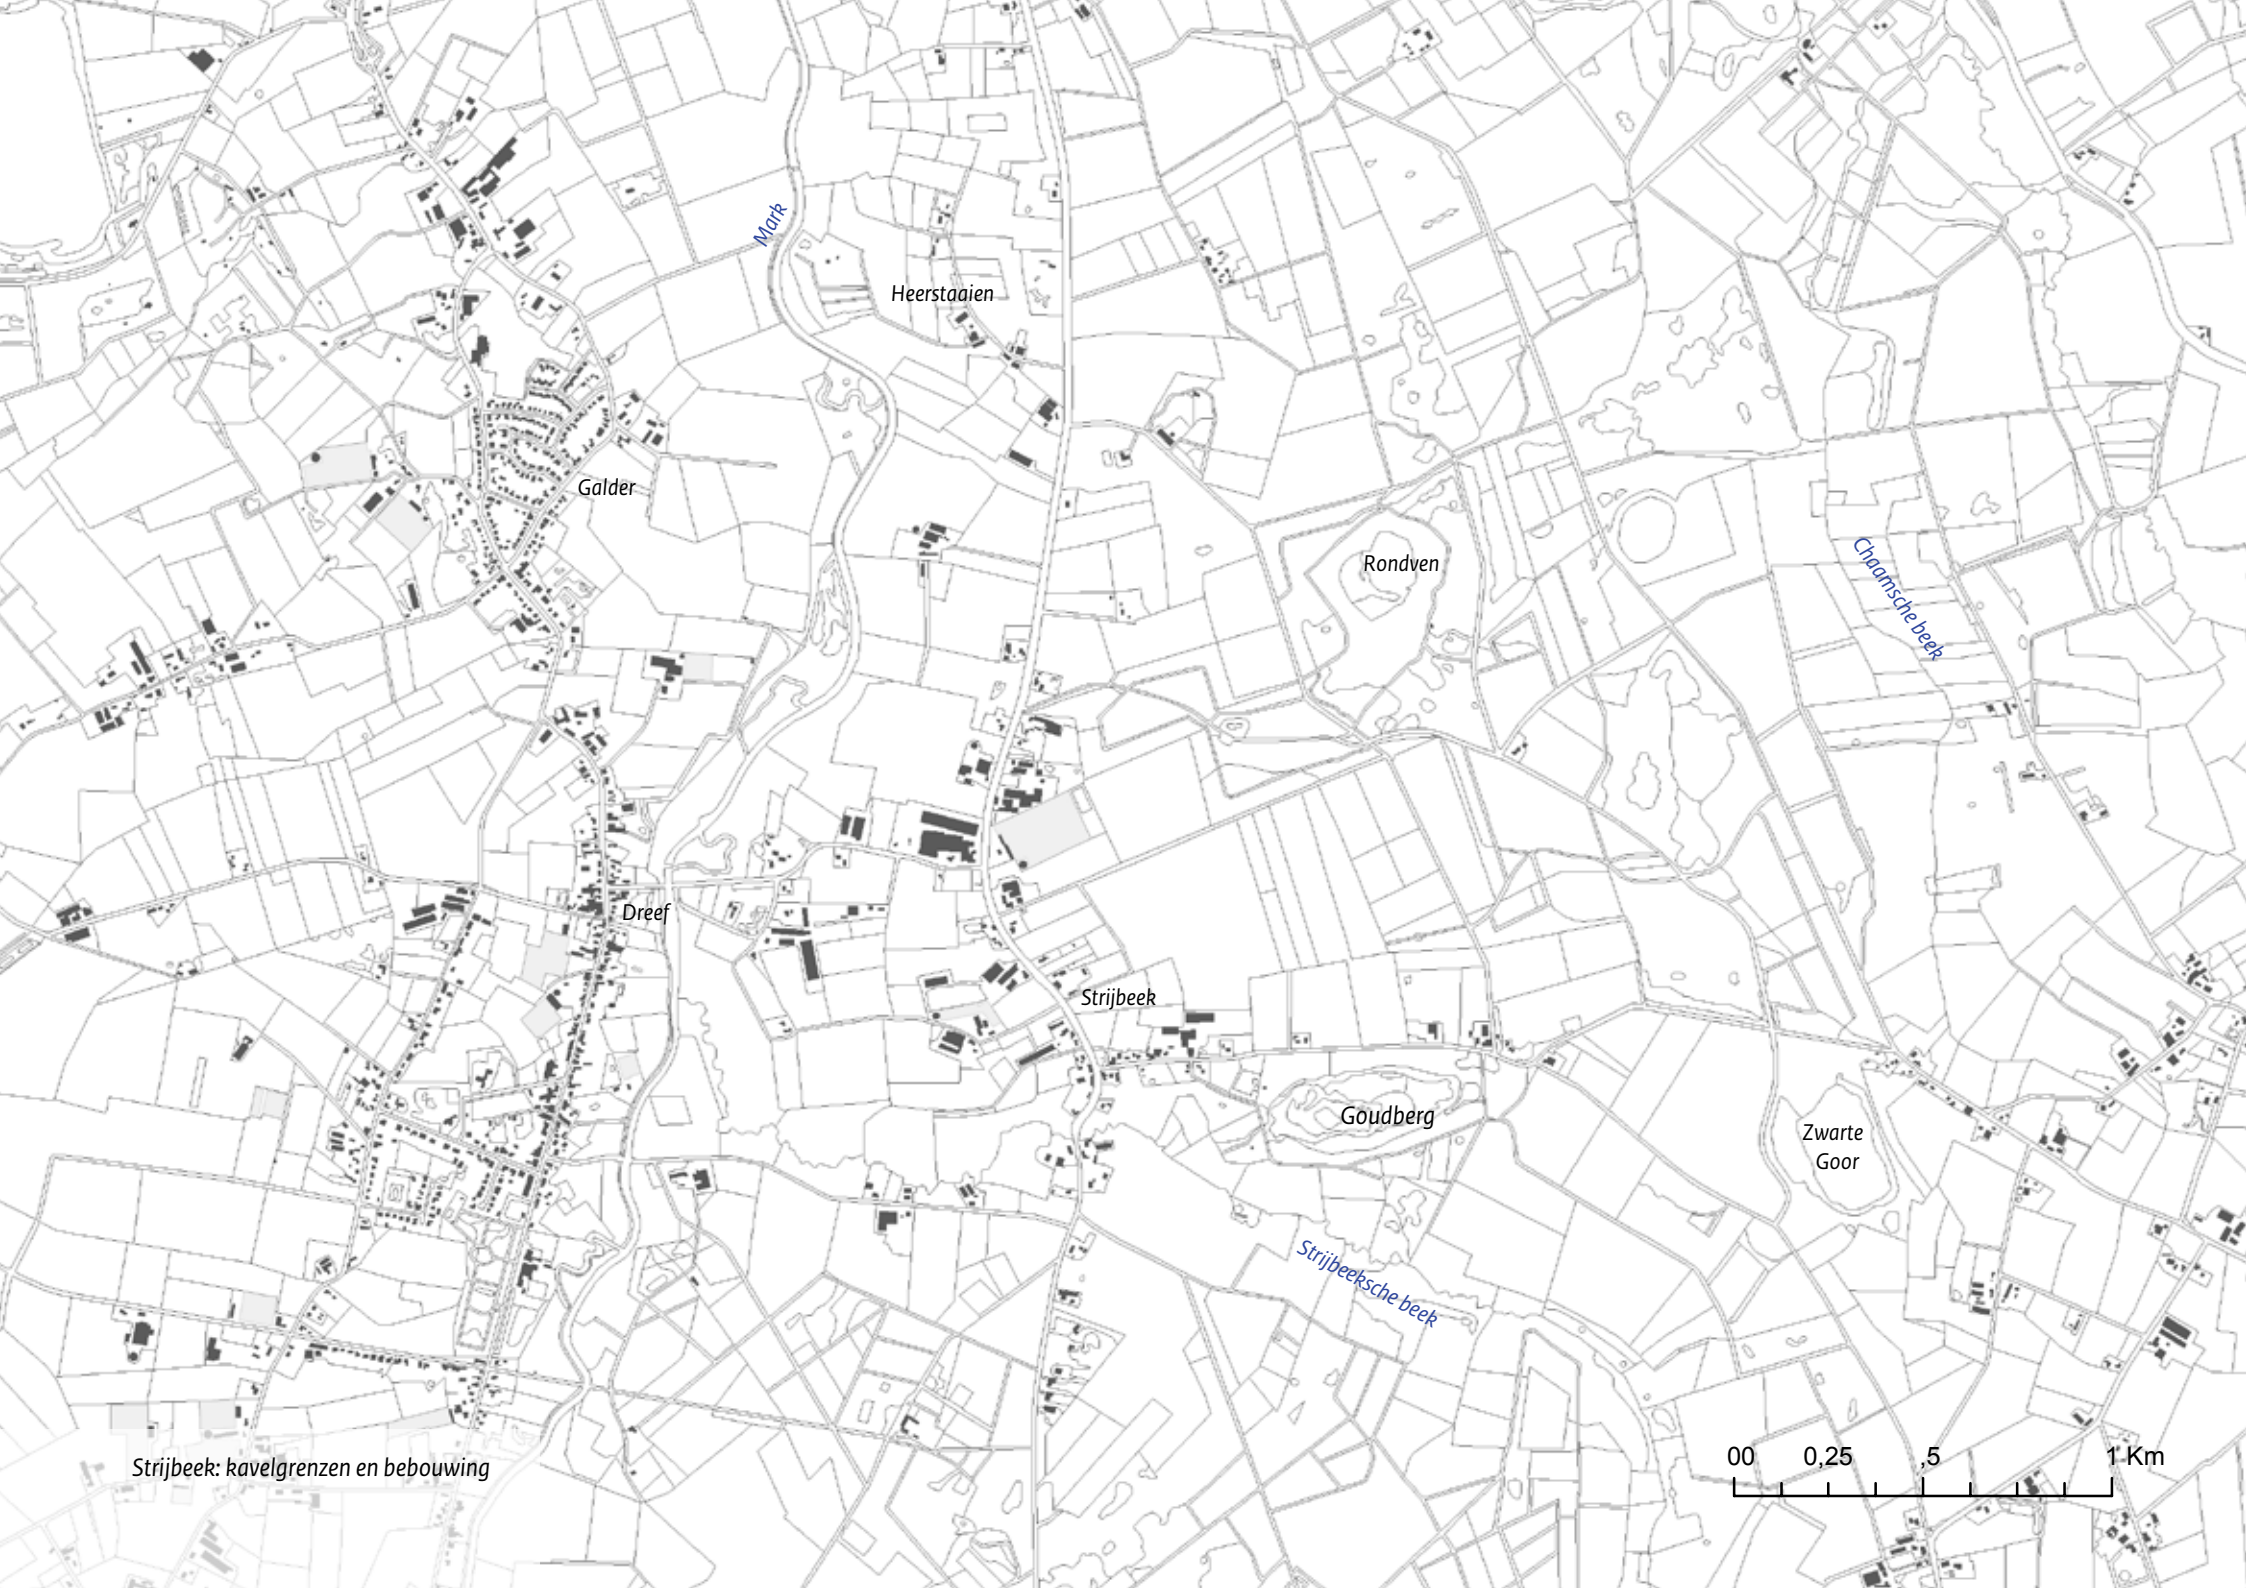 Mark
Heerstaaien
Galder
Rondven
Chaamsche beek
Dreef
Strijbeek
Goudberg
Zwarte
Goor
Strijbeeksche beek
Strijbeek: kavelgrenzen en bebouwing
00 0,25 ,5 1 Km